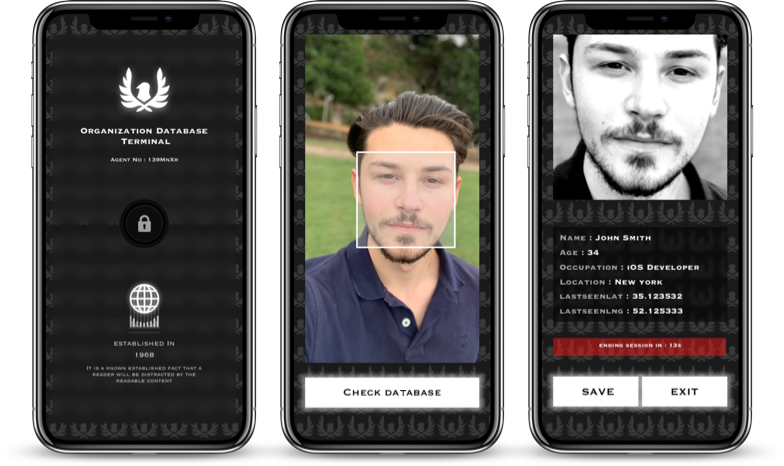 Organization Database
Terminal
Agent No : 139MnXr
established In
1968
It is a known established fact that a
reader will be distracted by the
readable content
Check database
Name : John Smith
Age : 34
Occupation : iOS Developer
Location : New york
lastseenlat : 35.123532
lastseenlng : 52.125333
ending session in : 13s
SAVE
EXIT